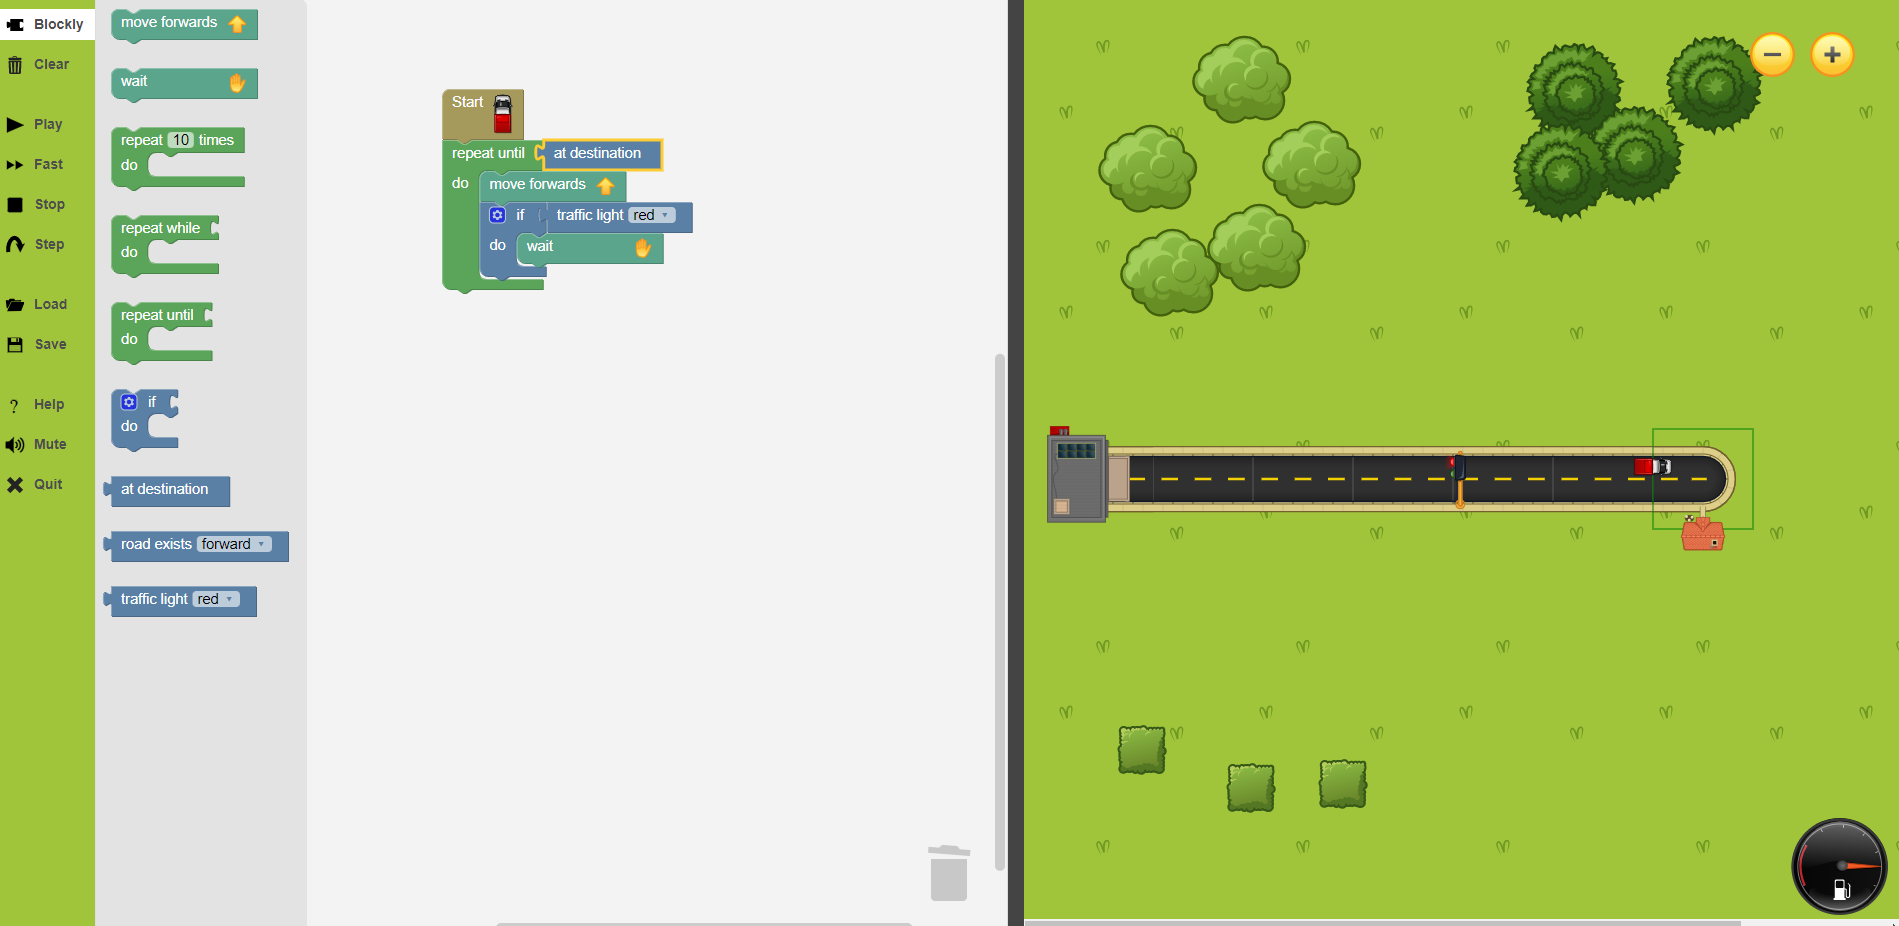 Blockly
Clear
Play
Fast
Stop
Step
Load
Save
? Help
Mute
Quit
move forwards
wait
repeat 10 times
do
repeat while
do
repeat until
do
if
do
at destination
road exists forward
traffic light red
Start
repeat until at destination
do move forwards
if traffic light red
do wait